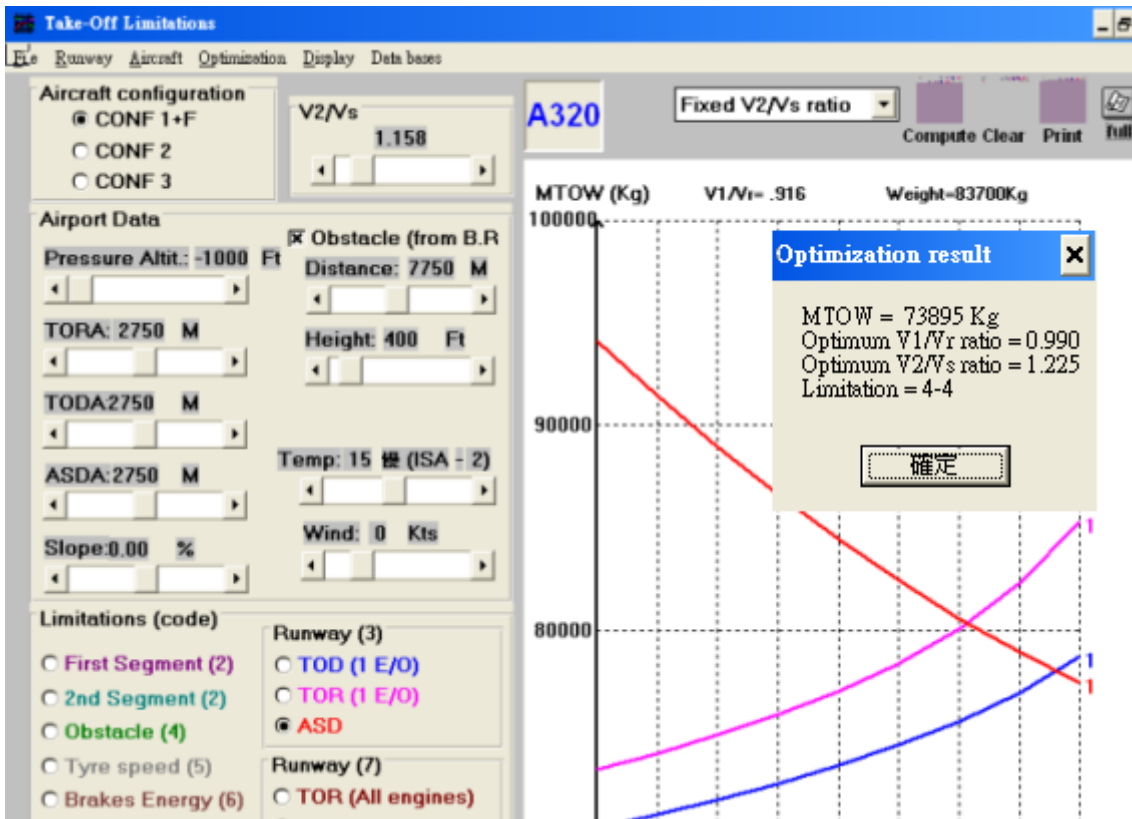 Take-Off Limitations
File Runway Aircraft Optimization Display Data bases
Aircraft configuration
CONF 1+F
CONF 2
CONF 3
V2/Vs
1.158
A320
Fixed V2/Vs ratio
Compute Clear Print full
Airport Data
Pressure Altit.: -1000 Ft
TORA: 2750 M
TODA:2750 M
ASDA:2750 M
Slope:0.00 %
Obstacle (from B.R
Distance: 7750 M
Height: 400 Ft
Temp: 15 優 (ISA - 2)
Wind: 0 Kts
MTOW (Kg) V1/Vr= .916 Weight=83700Kg
100000
90000
80000
Optimization result
MTOW = 73895 Kg
Optimum V1/Vr ratio = 0.990
Optimum V2/Vs ratio = 1.225
Limitation = 4-4
確定
1
1
1
Limitations (code)
First Segment (2)
2nd Segment (2)
Obstacle (4)
Tyre speed (5)
Brakes Energy (6)
Runway (3)
TOD (1 E/O)
TOR (1 E/O)
ASD
Runway (7)
TOR (All engines)